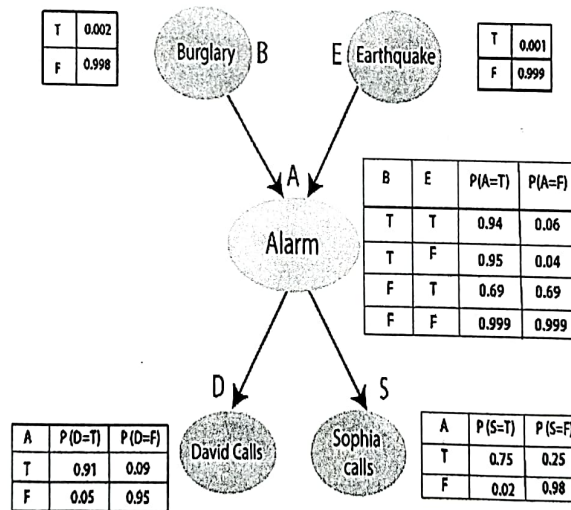 T 0.002
F 0.998
Burglary B
E Earthquake
T 0.001
F 0.999
A
Alarm
B E P(A=T) P(A=F)
T T 0.94 0.06
T F 0.95 0.04
F T 0.69 0.69
F F 0.999 0.999
D
S
A P (D=T) P (D=F)
T 0.91 0.09
F 0.05 0.95
David Calls
Sophia
calls
A P (S=T) P (S=F)
T 0.75 0.25
F 0.02 0.98